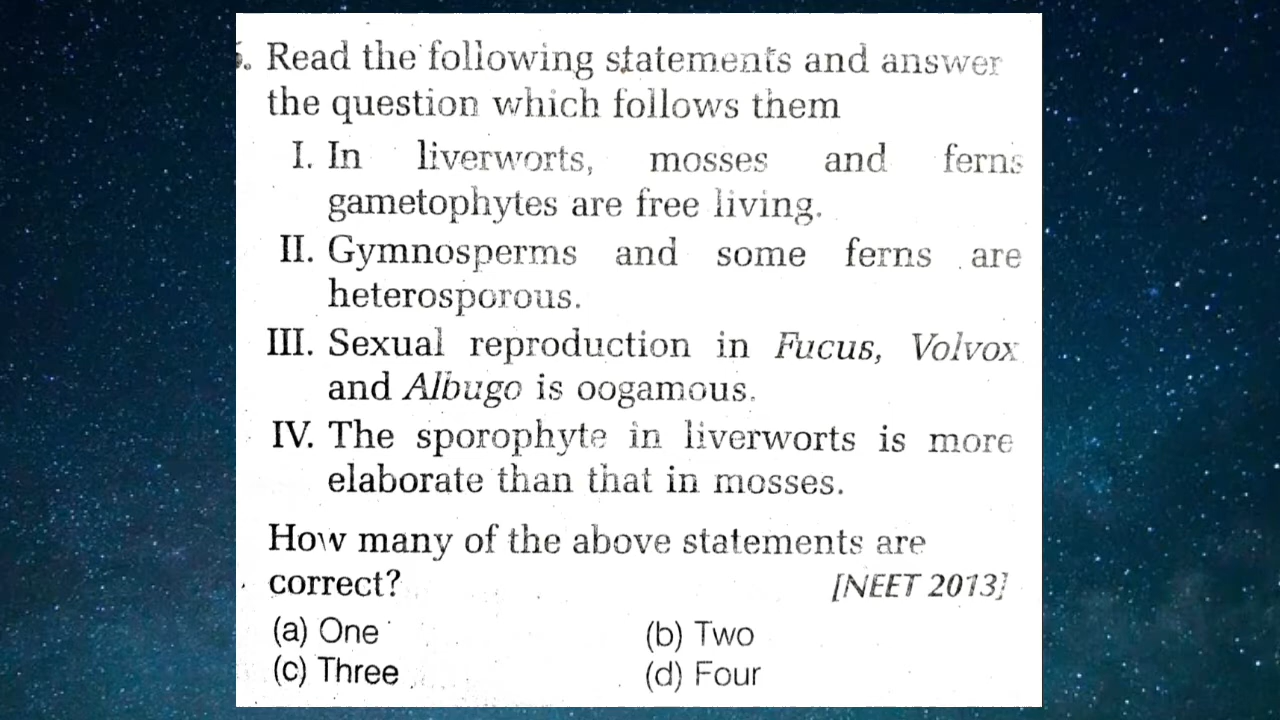 . Read the following statements and answer
the question which follows them
I. In liverworts, mosses and ferns
gametophytes are free living.
II. Gymnosperms and some ferns are
heterosporous.
III. Sexual reproduction in Fucus, Volvox
and Albugo is oogamous.
IV. The sporophyte in liverworts is more
elaborate than that in mosses.
How many of the above statements are
correct? [NEET 2013]
(a) One (b) Two
(c) Three (d) Four